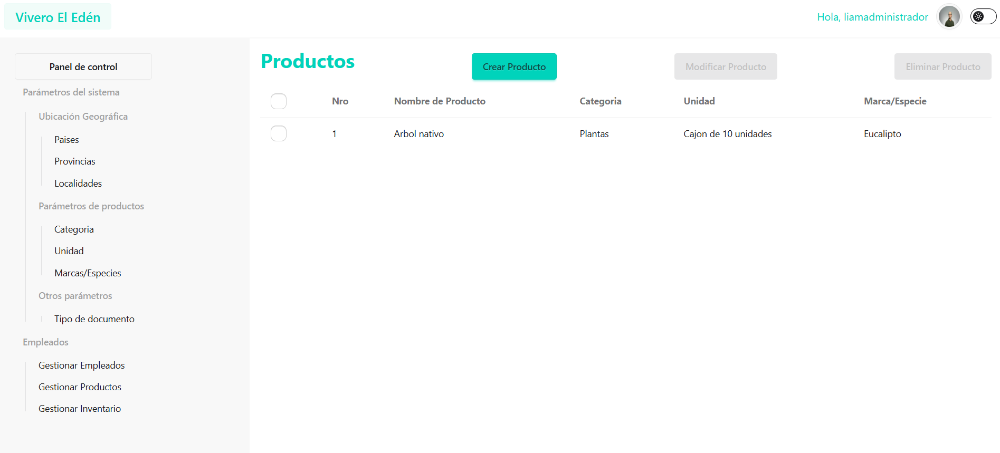 Vivero El Edén
Hola, liamadministrador
Panel de control
Parámetros del sistema
Ubicación Geográfica
Paises
Provincias
Localidades
Parámetros de productos
Categoria
Unidad
Marcas/Especies
Otros parámetros
Tipo de documento
Empleados
Gestionar Empleados
Gestionar Productos
Gestionar Inventario
Productos
Crear Producto
Modificar Producto
Eliminar Producto
Nro Nombre de Producto Categoria Unidad Marca/Especie
1 Arbol nativo Plantas Cajon de 10 unidades Eucalipto